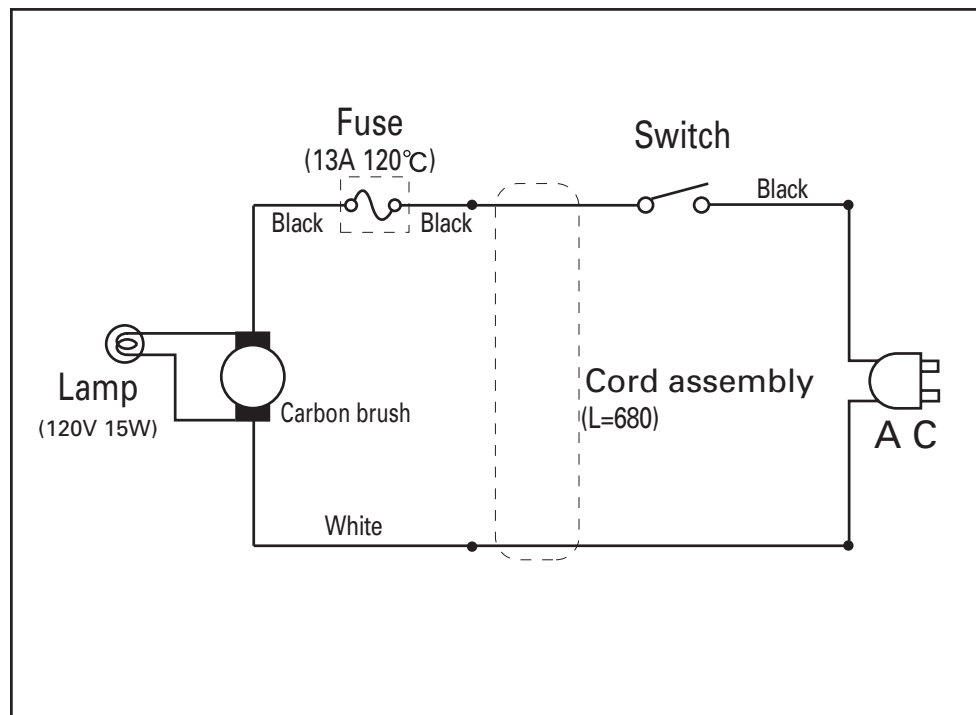 Fuse
(13A 120℃)
Switch
Black
Black
Black
Lamp
(120V 15W)
Carbon brush
Cord assembly
(L=680)
A C
White